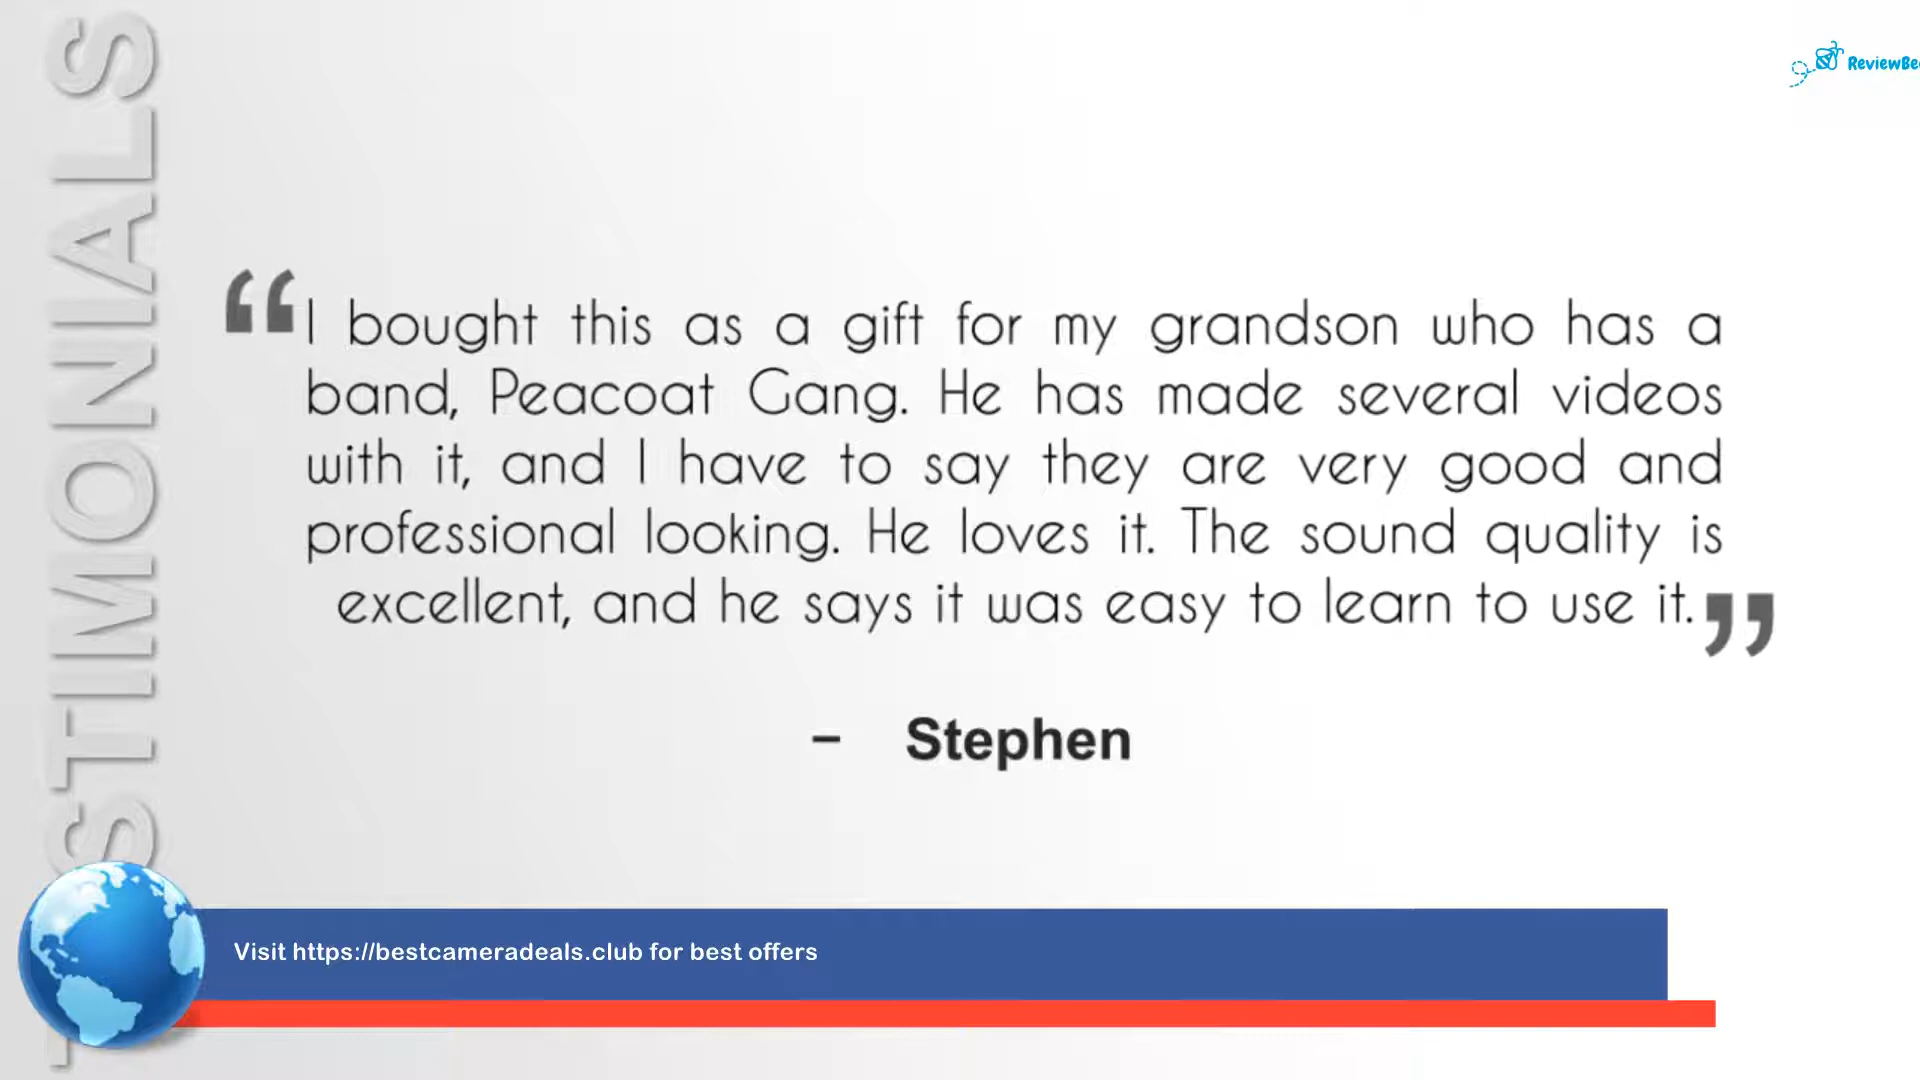 TESTIMONIALS
ReviewBe
“I bought this as a gift for my grandson who has a
band, Peacoat Gang. He has made several videos
with it, and I have to say they are very good and
professional looking. He loves it. The sound quality is
excellent, and he says it was easy to learn to use it.”
– Stephen
Visit https://bestcameradeals.club for best offers